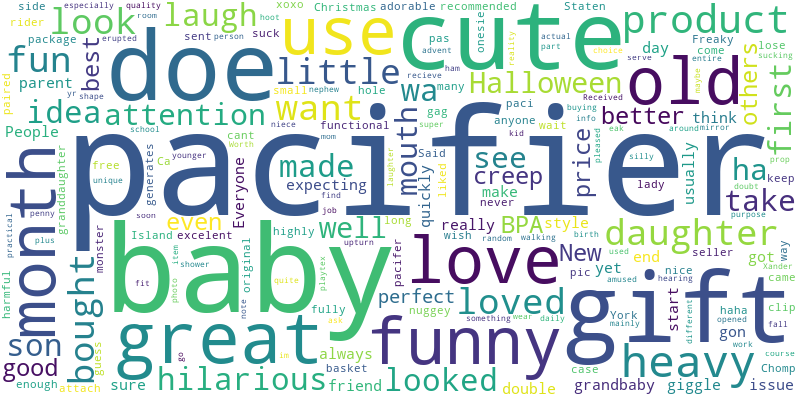 side
rider
look
laugh
xoxo
Christmas
adorable
recommended
Staten
hoot
especially
quality
erupted
room
package
sent
person
suck
use
cute
product
pas
advent
actual
part
onesie
Freaky
day
come
entire
lose
sucking
fun
best
doe
little
reality
choice
serve
maybe
parent
yr
shape
paired
idea
attention
want
small
hole
wa
Halloween
old
others
first
ham
recieve
many
niece
nephew
functional
gag
paci
buying
Received
better
think
People
school
cant
Worth
mom
super
anyone
wait
info
eak
around
mirror
pacifier
month
granddaughter
free
unique
Ca
younger
generates
Everyone
made
expecting
find
job
laughter
mouth
Said
quickly
liked
see
creep
make
never
kid
price
pleased
silly
lady
doubt
purpose
usually
prop
ha
keep
take
practical
penny
plus
soon
monster
even
well
long
really
BPA
style
wish
random
walking
birth
daughter
way
harmful
bought
baby
Island
excelent
original
highly
upturn
pacifer
love
New
end
yet
used
amused
nice
hearing
got
seller
Xander
came
item
shower
photo
fit
quite
playtex
pic
start
fully
perfect
nuggey
loved
York
mainly
haha
opened
clip
fall
son
great
note
ask
something
wear
daily
gift
different
gon
work
course
good
guess
go
im
always
funny
case
heavy
Chomp
enough
attach
sure
hilarious
basket
friend
looked
double
grandbaby
giggle
issue